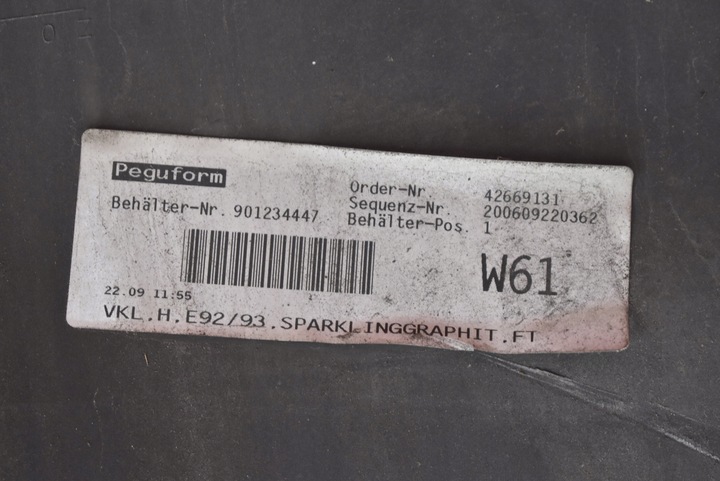 Peguform
Order-Nr. 42669131
Behälter-Nr. 901234447 Sequenz-Nr. 200609220362
Behälter-Pos. 1
W61
22.09 11:55
VKL.H.E92/93.SPARKLINGGRAPHIT.FT